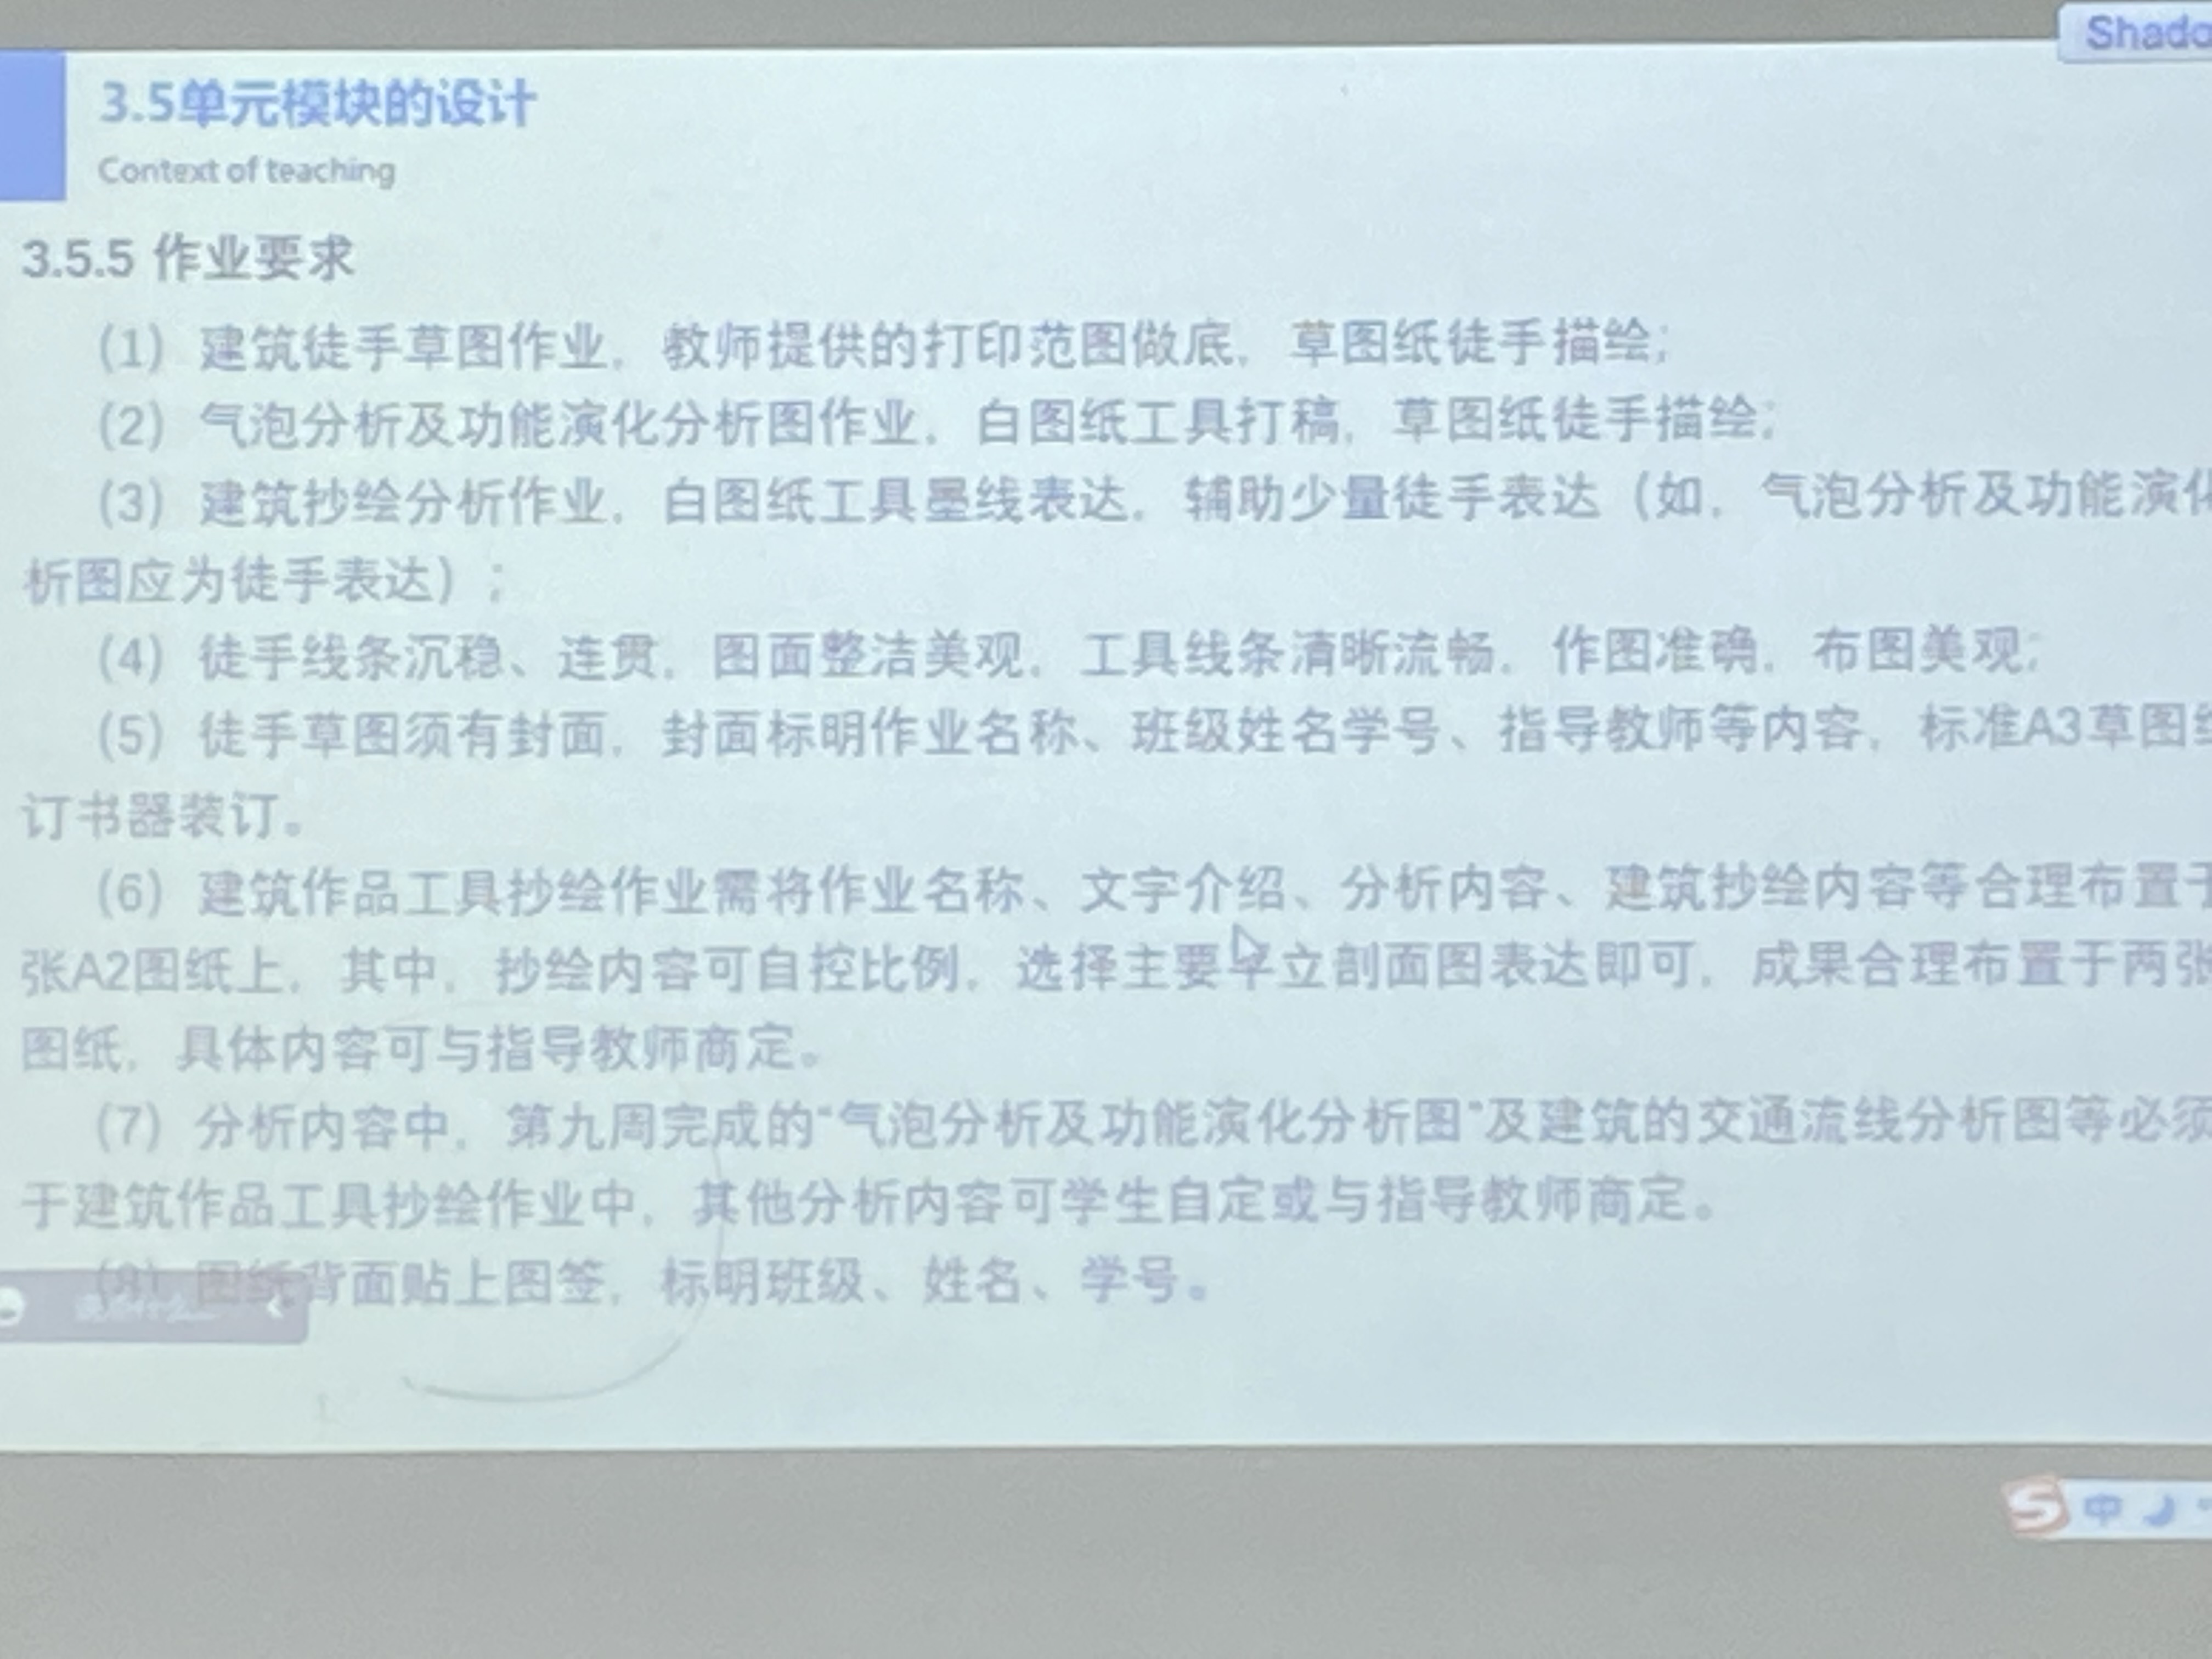 Shado
3.5单元模块的设计
Context of teaching
3.5.5 作业要求
(1) 建筑徒手草图作业，教师提供的打印范图做底，草图纸徒手描绘；
(2) 气泡分析及功能演化分析图作业，白图纸工具打稿，草图纸徒手描绘；
(3) 建筑抄绘分析作业，白图纸工具墨线表达，辅助少量徒手表达（如，气泡分析及功能演化
析图应为徒手表达）；
(4) 徒手线条沉稳、连贯，图面整洁美观，工具线条清晰流畅，作图准确，布图美观；
(5) 徒手草图须有封面，封面标明作业名称、班级姓名学号、指导教师等内容，标准A3草图纸
订书器装订。
(6) 建筑作品工具抄绘作业需将作业名称、文字介绍、分析内容、建筑抄绘内容等合理布置于
张A2图纸上，其中，抄绘内容可自控比例，选择主要平立剖面图表达即可，成果合理布置于两张
图纸，具体内容可与指导教师商定。
(7) 分析内容中，第九周完成的“气泡分析及功能演化分析图”及建筑的交通流线分析图等必须
于建筑作品工具抄绘作业中，其他分析内容可学生自定或与指导教师商定。
(8) 图纸背面贴上图签，标明班级、姓名、学号。
中